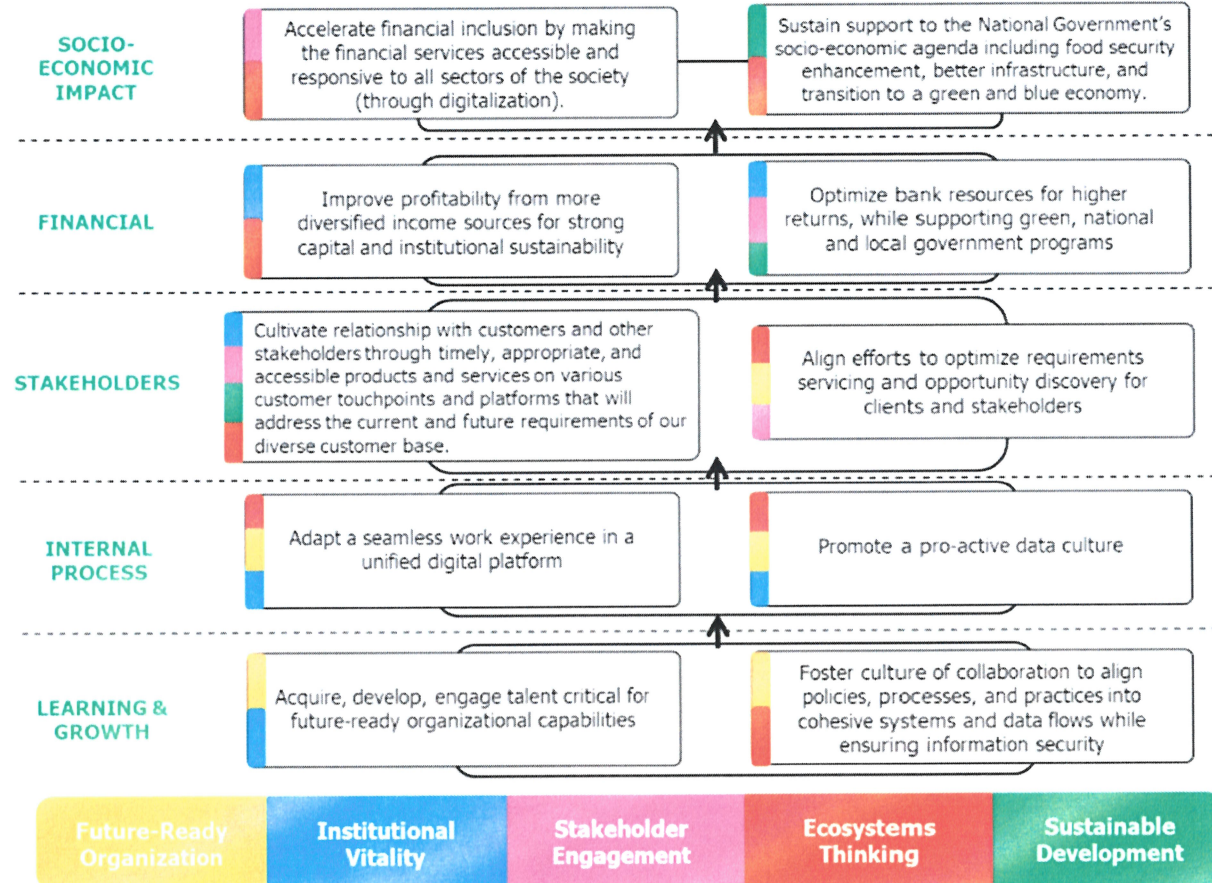 SOCIO-
ECONOMIC
IMPACT
Accelerate financial inclusion by making
the financial services accessible and
responsive to all sectors of the society
(through digitalization).
Sustain support to the National Government's
socio-economic agenda including food security
enhancement, better infrastructure, and
transition to a green and blue economy.
FINANCIAL
Improve profitability from more
diversified income sources for strong
capital and institutional sustainability
Optimize bank resources for higher
returns, while supporting green, national
and local government programs
STAKEHOLDERS
Cultivate relationship with customers and other
stakeholders through timely, appropriate, and
accessible products and services on various
customer touchpoints and platforms that will
address the current and future requirements of our
diverse customer base.
Align efforts to optimize requirements
servicing and opportunity discovery for
clients and stakeholders
INTERNAL
PROCESS
Adapt a seamless work experience in a
unified digital platform
Promote a pro-active data culture
LEARNING &
GROWTH
Acquire, develop, engage talent critical for
future-ready organizational capabilities
Foster culture of collaboration to align
policies, processes, and practices into
cohesive systems and data flows while
ensuring information security
Future-Ready
Organization
Institutional
Vitality
Stakeholder
Engagement
Ecosystems
Thinking
Sustainable
Development